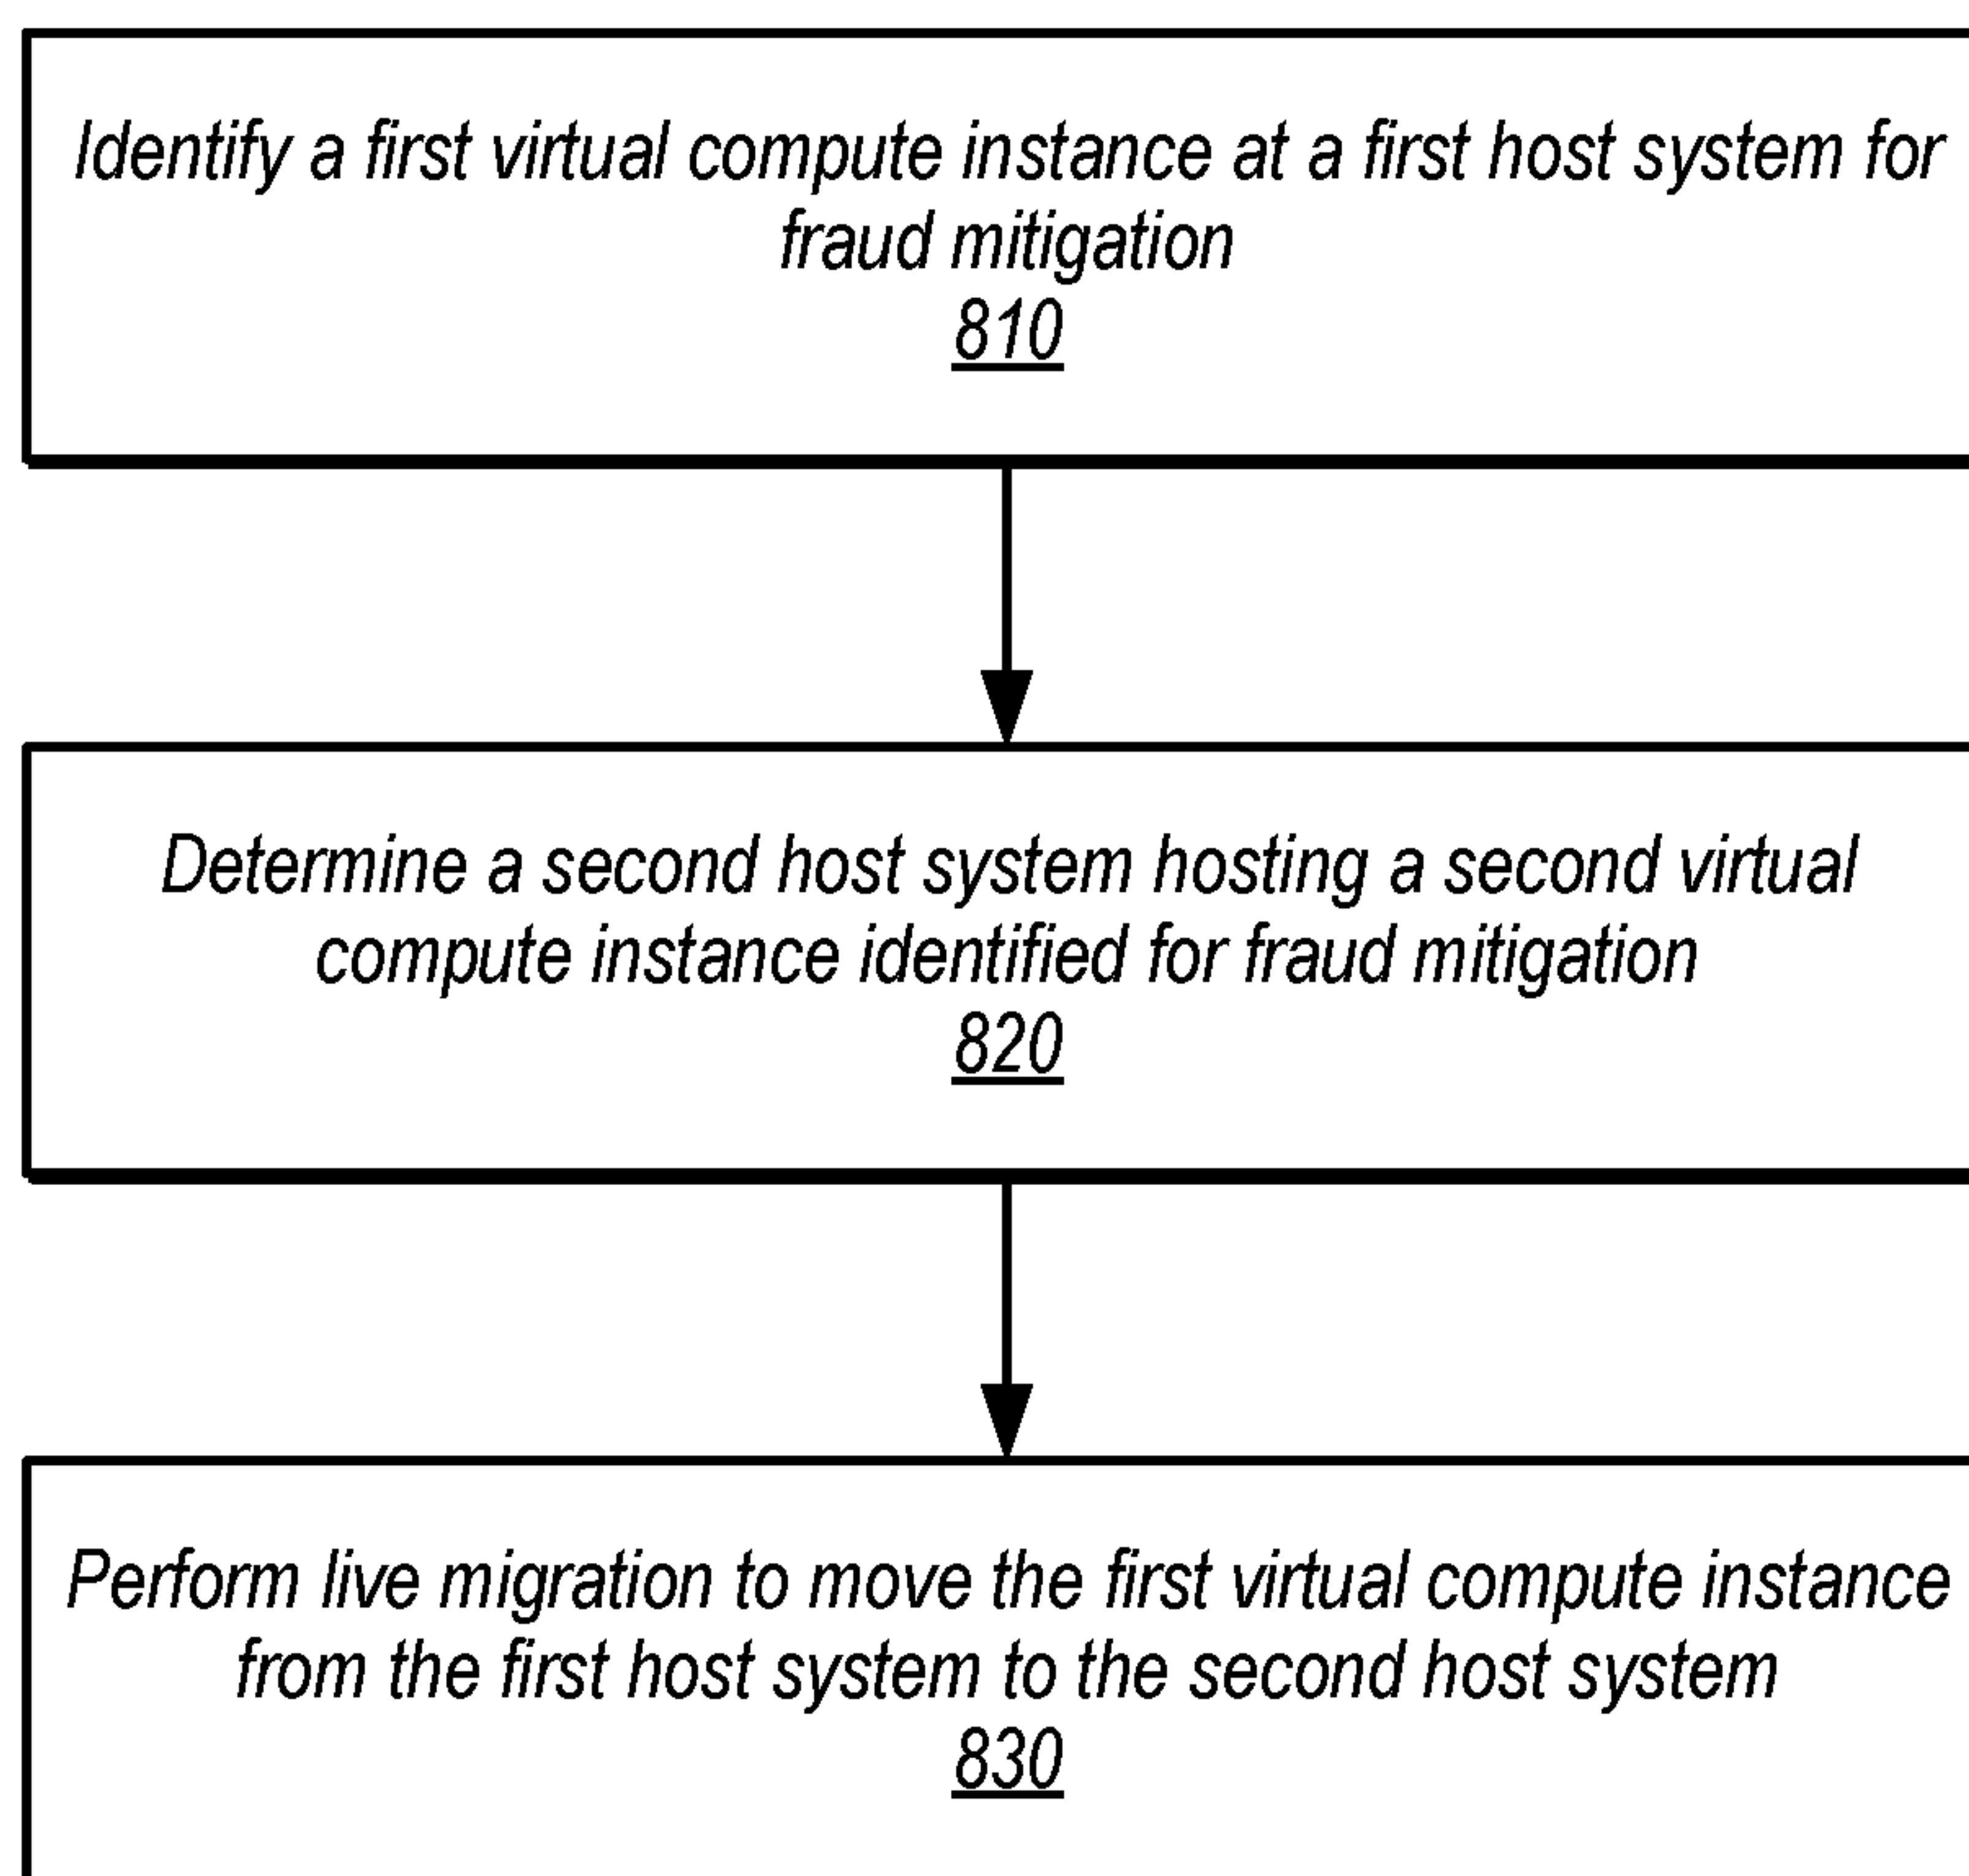 Identify a first virtual compute instance at a first host system for
fraud mitigation
810
Determine a second host system hosting a second virtual
compute instance identified for fraud mitigation
820
Perform live migration to move the first virtual compute instance
from the first host system to the second host system
830